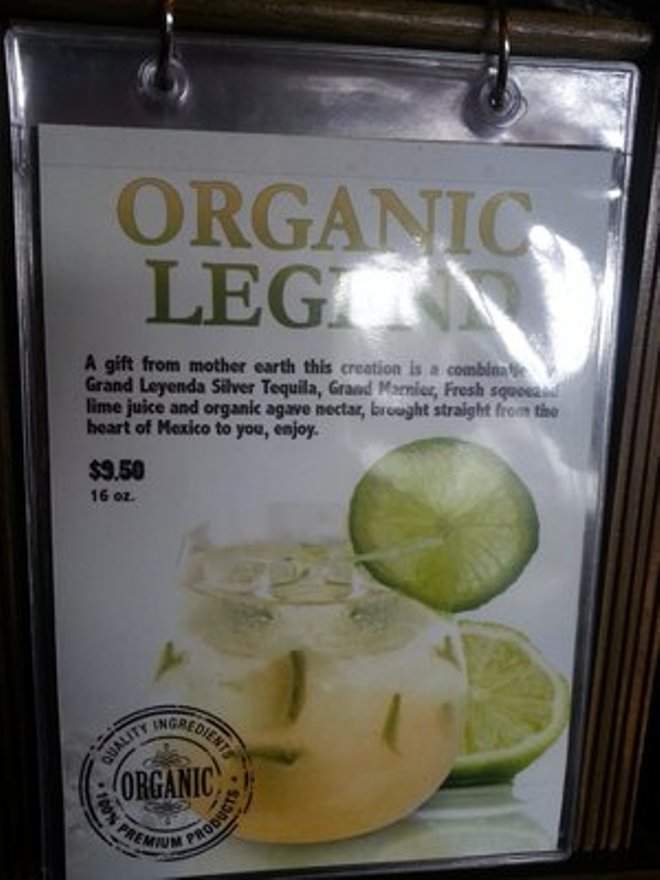 ORGANIC
LEGEND
A gift from mother earth this creation is a
Grand Leyenda Silver Tequila, Grand Marnier, Fresh squeezed
lime juice and organic agave nectar, brought straight from the
heart of Mexico to you, enjoy.
$9.50
16 oz.
QUALITY INGREDIENTS
ORGANIC
100% PREMIUM PRODUCTS